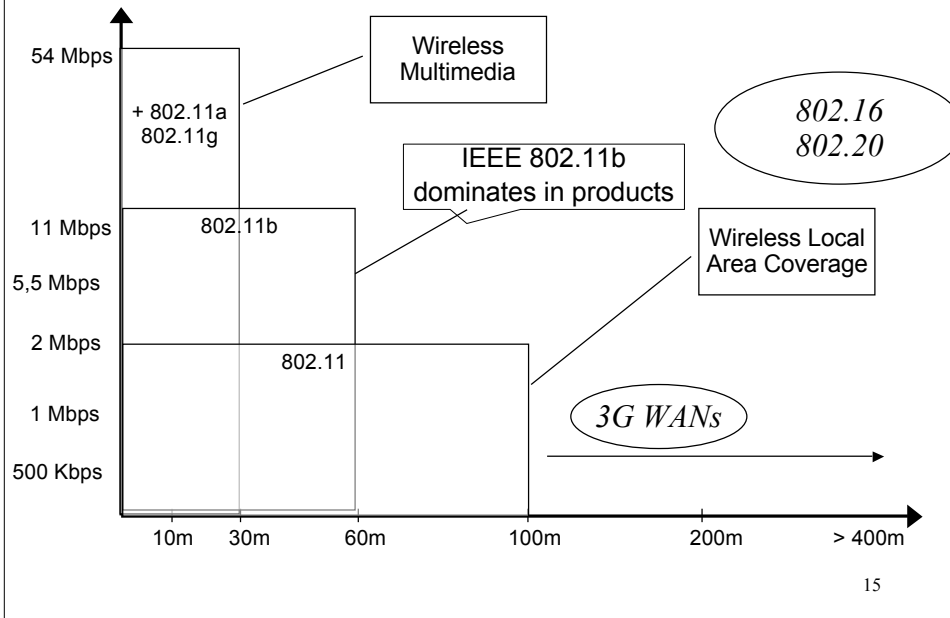 54 Mbps
Wireless
Multimedia
+ 802.11a
802.11g
802.16
802.20
IEEE 802.11b
dominates in products
11 Mbps
802.11b
Wireless Local
Area Coverage
5,5 Mbps
2 Mbps
802.11
1 Mbps
3G WANs
500 Kbps
10m
30m
60m
100m
200m
> 400m
15